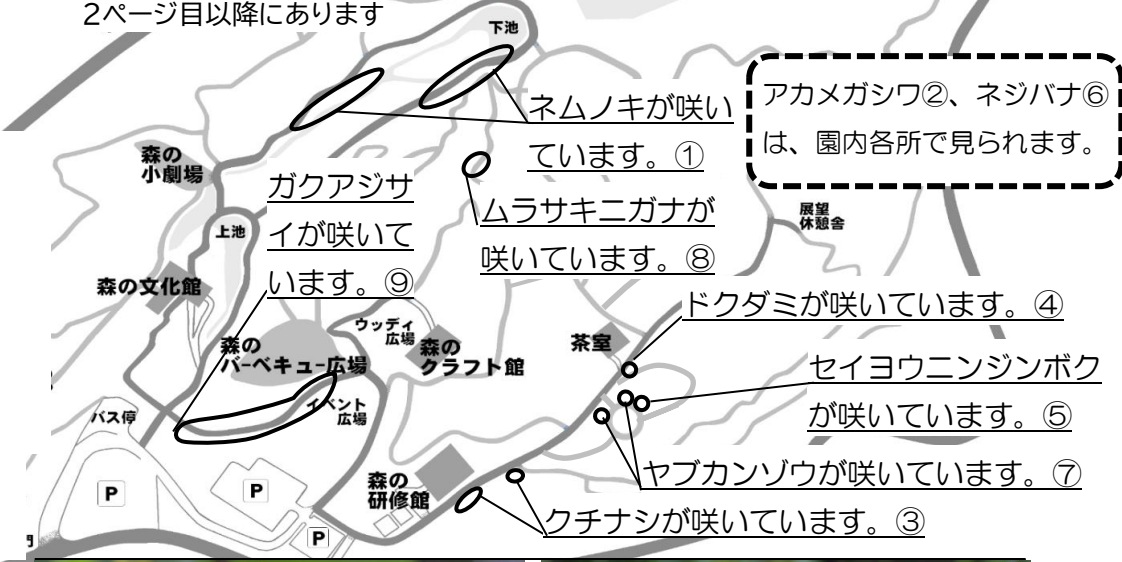 2ページ目以降にあります
下池
アカメガシワ②、ネジバナ⑥
は、園内各所で見られます。
ネムノキが咲い
ています。①
森の
小劇場
ガクアジサ
イが咲いて
います。⑨
ムラサキニガナが
咲いています。⑧
展望
休憩舎
上池
森の文化館
ドクダミが咲いています。④
ウッディ
広場
森の
クラフト館
茶室
森の
バーベキュー広場
セイヨウニンジンボク
が咲いています。⑤
イベント
広場
バス停
ヤブカンゾウが咲いています。⑦
森の
研修館
P
P
クチナシが咲いています。③
P